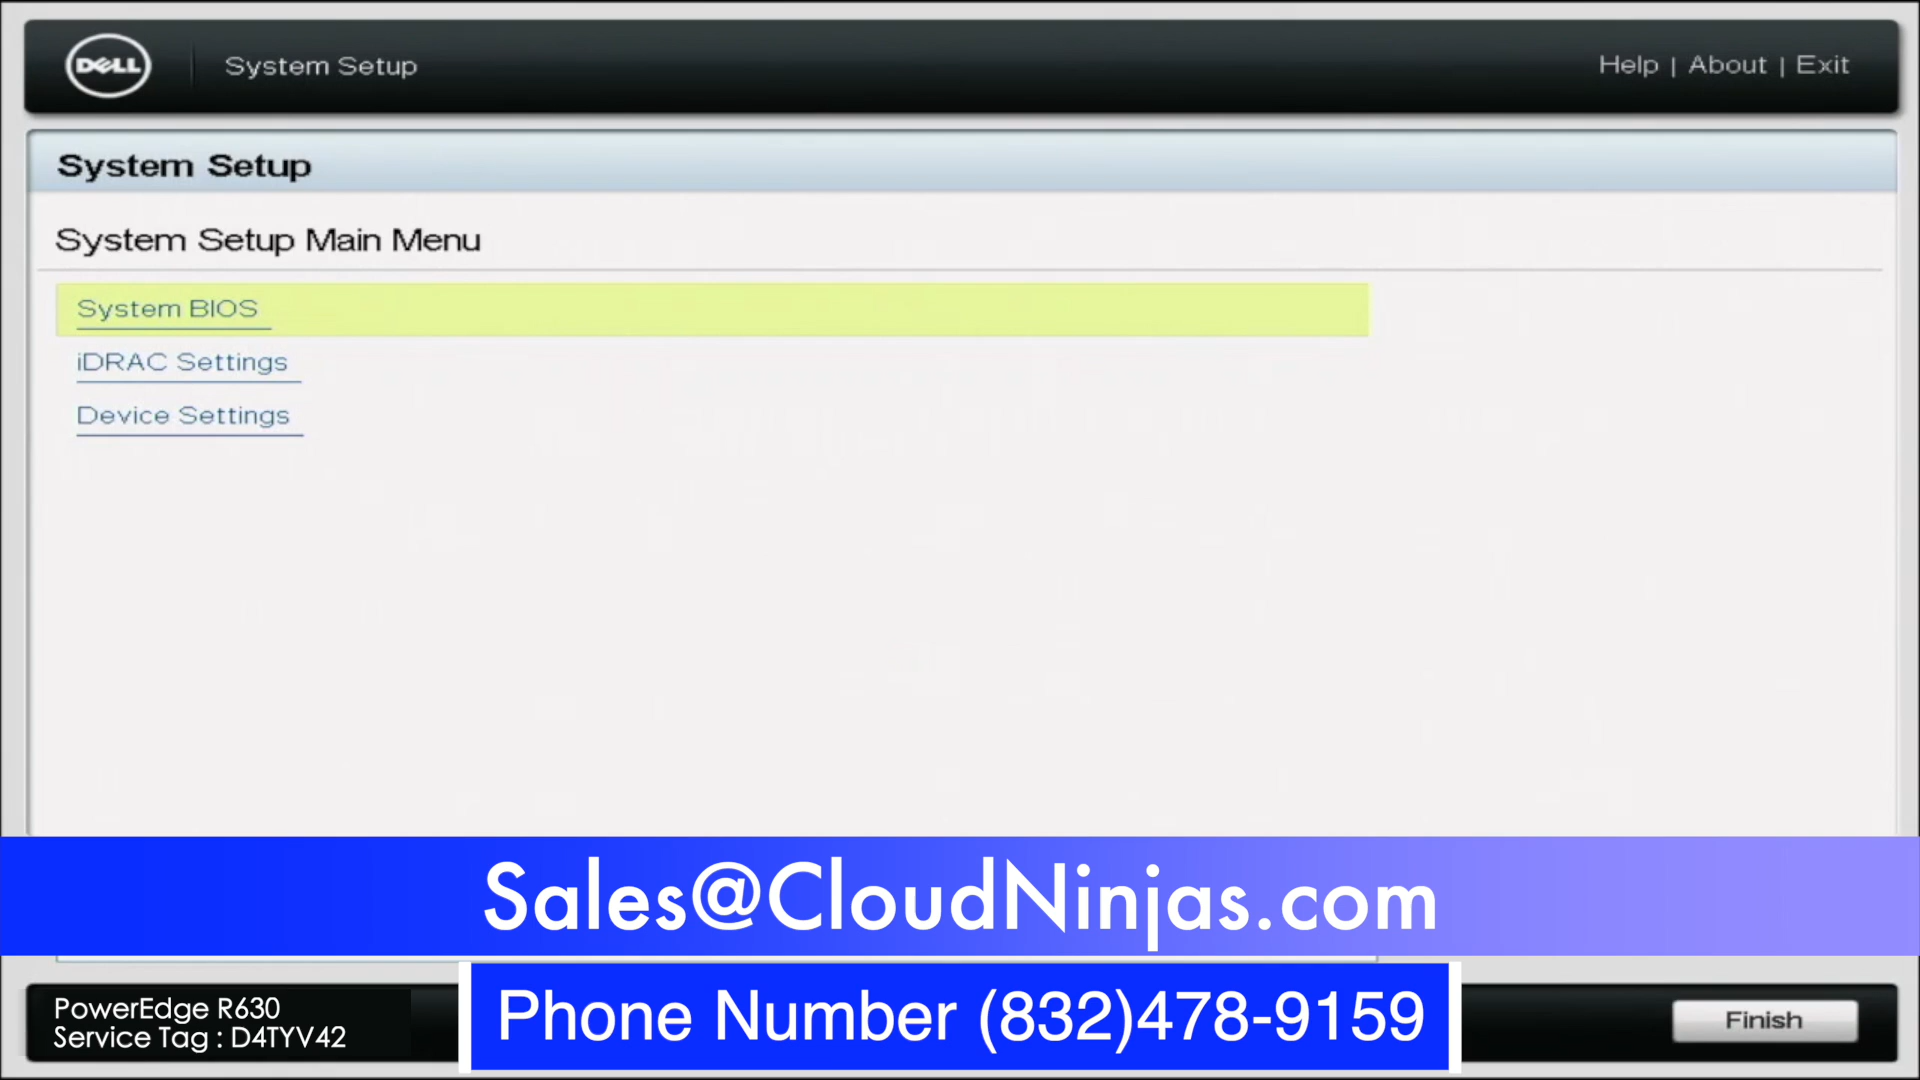 DELL
System Setup
Help | About | Exit
System Setup
System Setup Main Menu
System BIOS
iDRAC Settings
Device Settings
Sales@CloudNinjas.com
PowerEdge R630
Service Tag : D4TYV42
Phone Number (832)478-9159
Finish